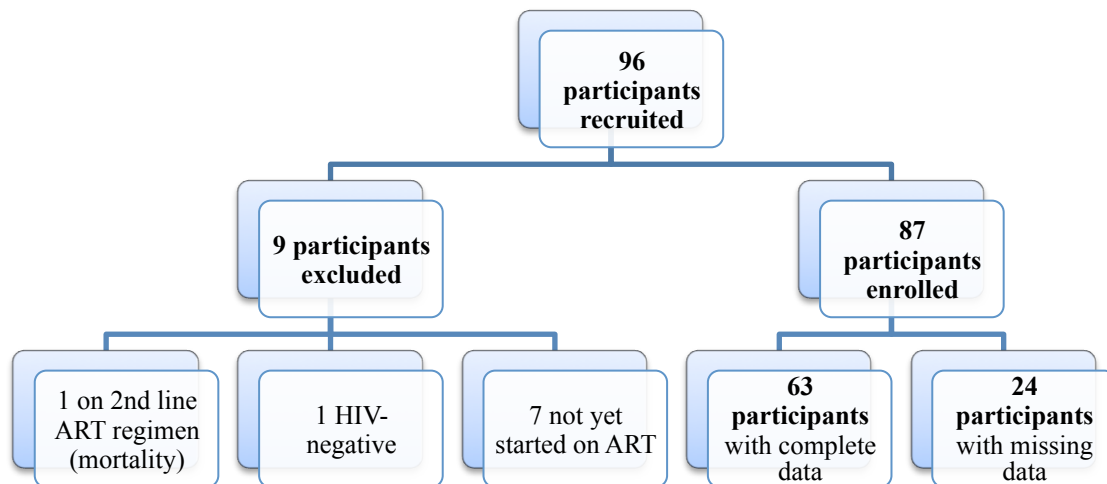 96
participants
recruited
9 participants
excluded
87
participants
enrolled
1 on 2nd line
ART regimen
(mortality)
1 HIV-
negative
7 not yet
started on ART
63
participants
with complete
data
24
participants
with missing
data